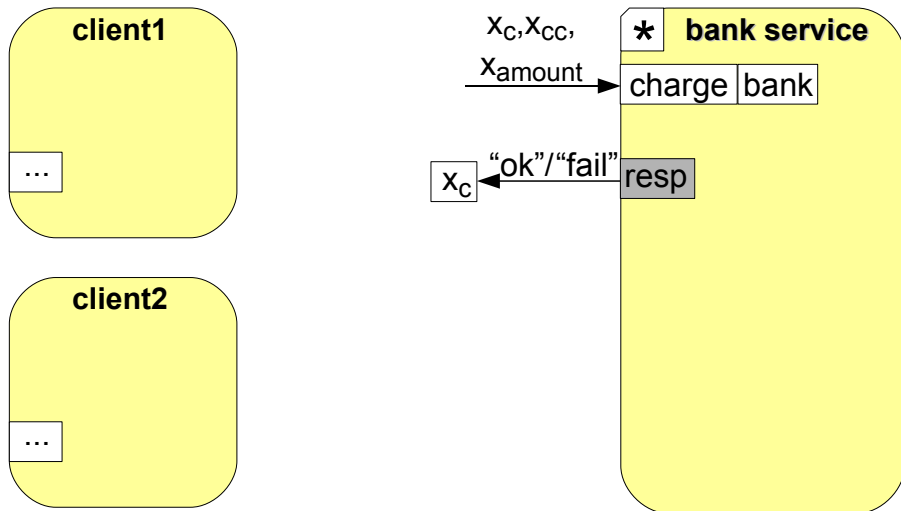 client1
...
client2
...
xc,xcc,
xamount
* bank service
charge bank
xc "ok"/"fail" resp